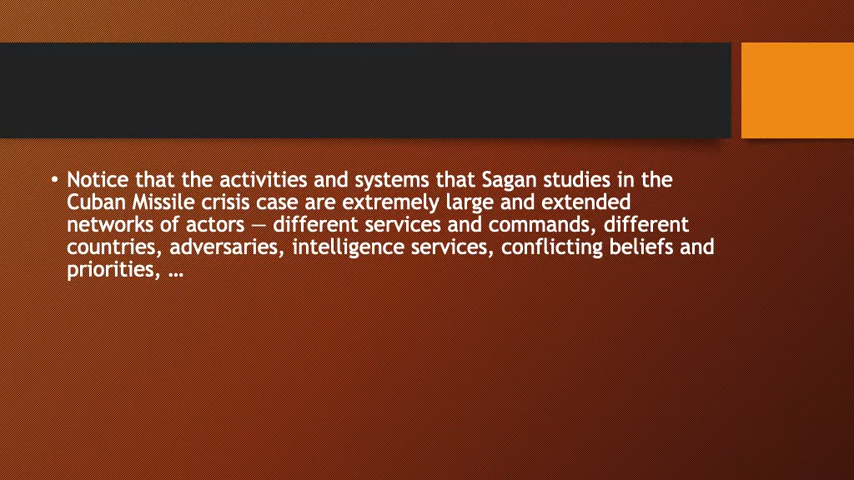 • Notice that the activities and systems that Sagan studies in the
Cuban Missile crisis case are extremely large and extended
networks of actors — different services and commands, different
countries, adversaries, intelligence services, conflicting beliefs and
priorities, …